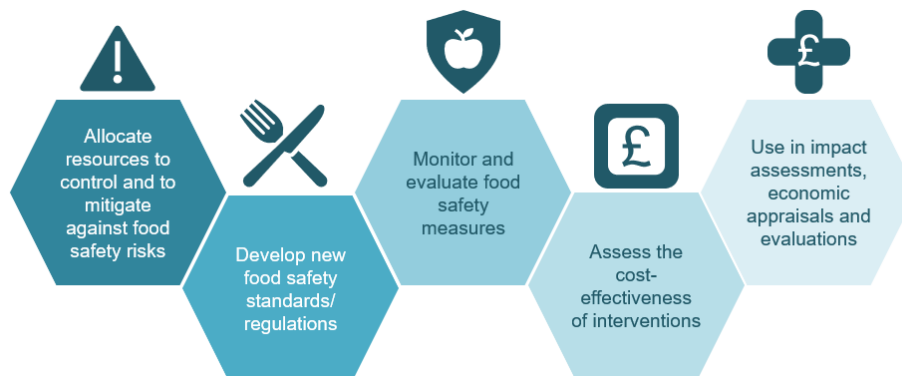 !
Allocate
resources to
control and to
mitigate
against food
safety risks
Develop new
food safety
standards/
regulations
Monitor and
evaluate food
safety
measures
£
Assess the
cost-
effectiveness
of interventions
£
Use in impact
assessments,
economic
appraisals and
evaluations